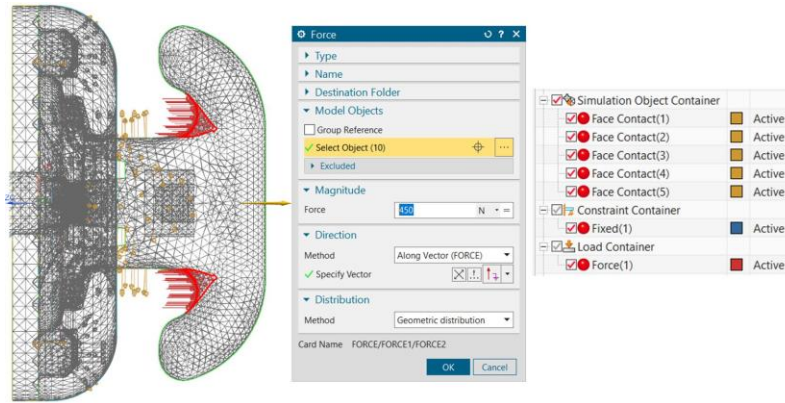 Force
Type
Name
Destination Folder
Model Objects
Group Reference
Select Object (10)
Excluded
Magnitude
Force 450 N
Direction
Method Along Vector (FORCE)
Specify Vector
Distribution
Method Geometric distribution
Card Name FORCE/FORCE1/FORCE2
OK Cancel
Simulation Object Container
Face Contact(1) Active
Face Contact(2) Active
Face Contact(3) Active
Face Contact(4) Active
Face Contact(5) Active
Constraint Container
Fixed(1) Active
Load Container
Force(1) Active